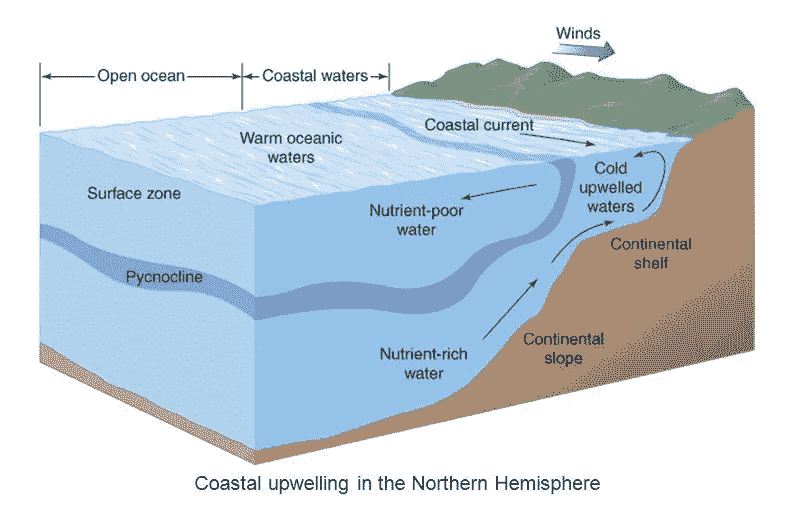 Winds
Open ocean
Coastal waters
Coastal current
Warm oceanic
waters
Cold
upwelled
waters
Surface zone
Nutrient-poor
water
Continental
shelf
Pycnocline
Continental
slope
Nutrient-rich
water
Coastal upwelling in the Northern Hemisphere